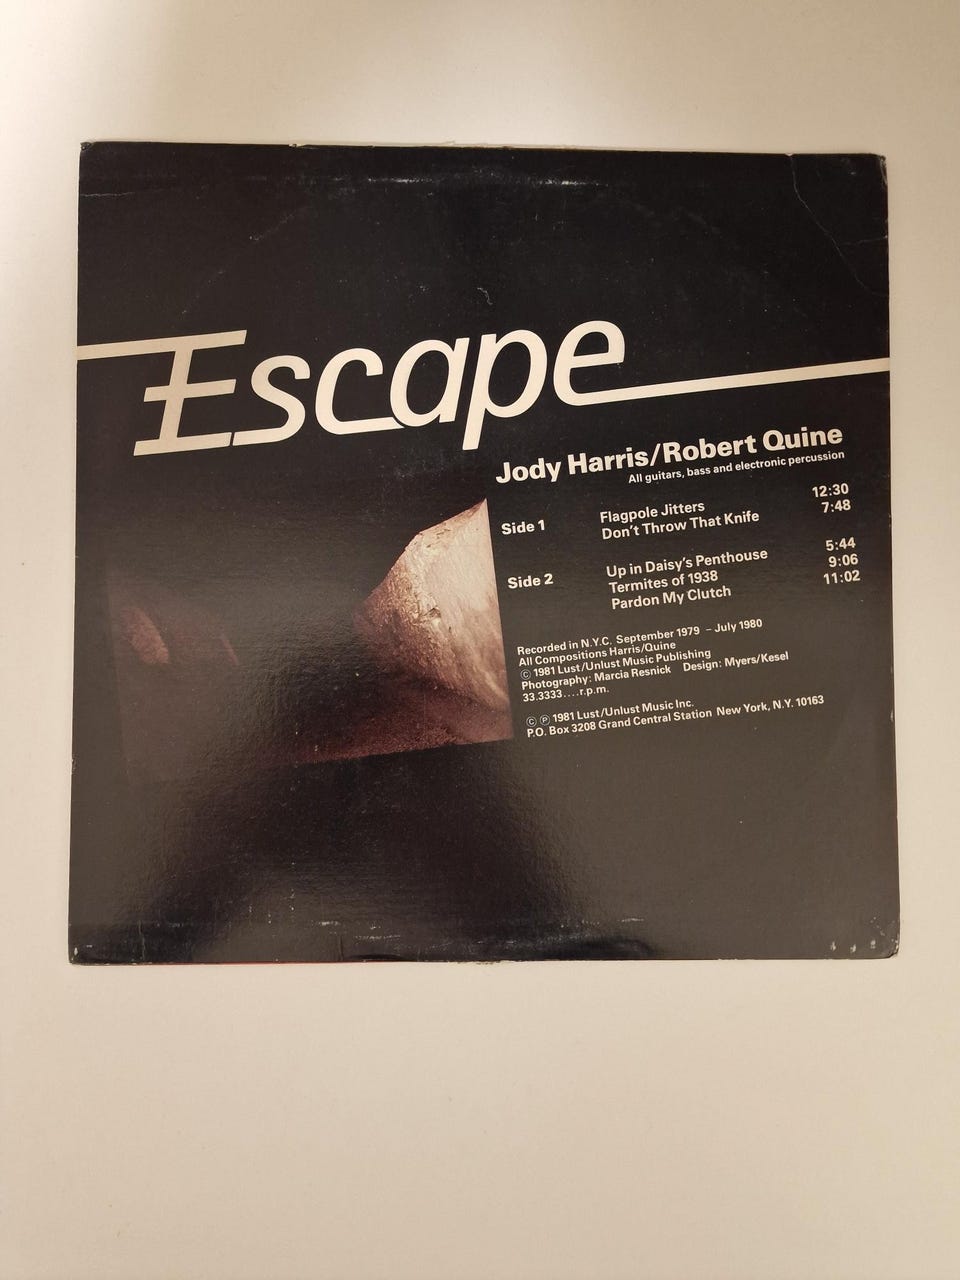 Escape
Jody Harris/Robert Quine
All guitars, bass and electronic percussion
Side 1 Flagpole Jitters 12:30
Don't Throw That Knife 7:48
Side 2 Up in Daisy's Penthouse 5:44
Termites of 1938 9:06
Pardon My Clutch 11:02
Recorded in N.Y.C. September 1979 – July 1980
All Compositions Harris/Quine
© 1981 Lust/Unlust Music Publishing
Photography: Marcia Resnick Design: Myers/Kesel
33.3333....r.p.m.
© ℗ 1981 Lust/Unlust Music Inc.
P.O. Box 3208 Grand Central Station New York, N.Y. 10163